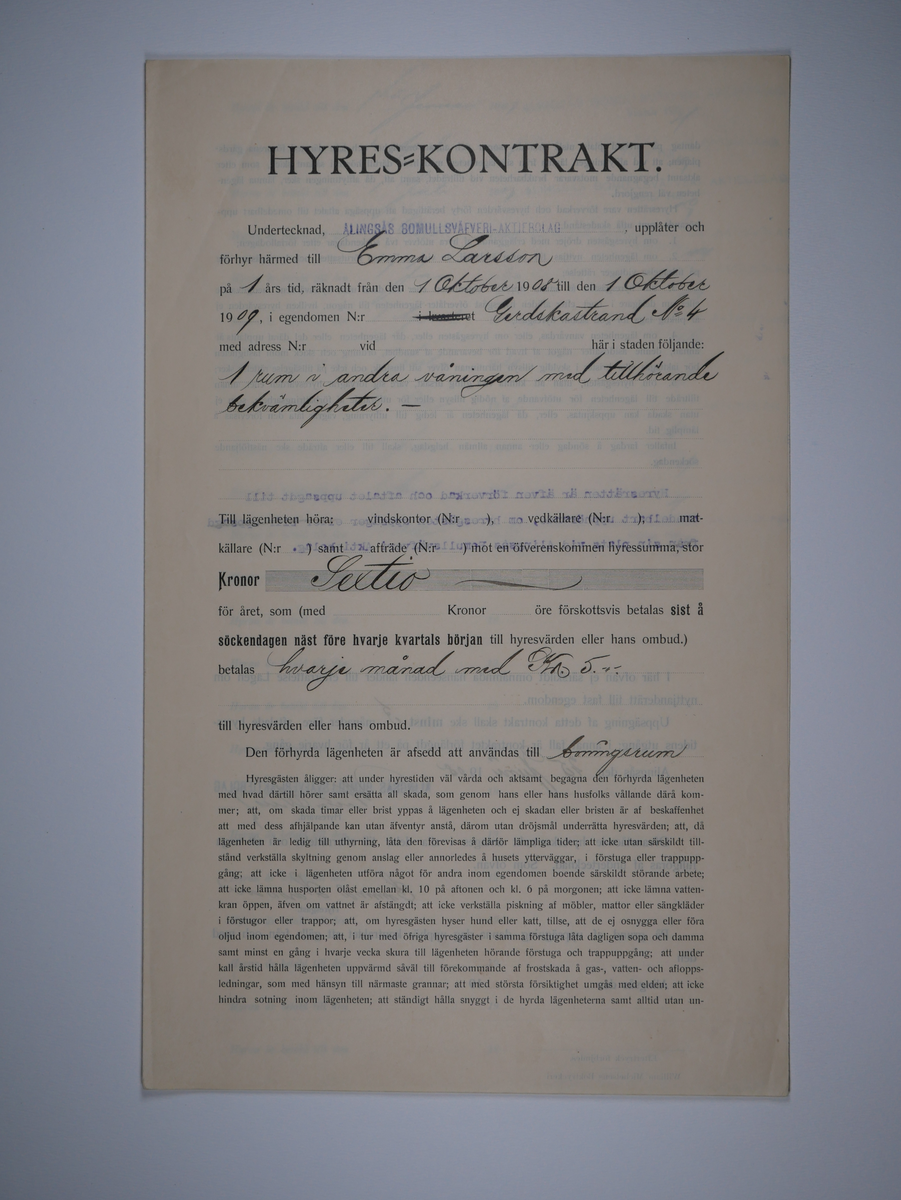 HYRES-KONTRAKT.
Undertecknad, ALINGSÅS BOMULLSVÄFVERI-AKTIEBOLAG, upplåter och
förhyr härmed till Emma Larsson
på 1 års tid, räknadt från den 1 Oktober 1908 till den 1 Oktober
1909, i egendomen N:r Gerdskastrand No 4
med adress N:r vid här i staden följande:
1 rum i andra våningen med tillhörande
bekvämligheter. —
Till lägenheten höra: vindskontor (N:r -), vedkällare (N:r ); mat-
källare (N:r ) samt afträde (N:r ) mot en öfverenskommen hyressumma, stor
Kronor Sextio
för året, som (med Kronor öre förskottsvis betalas sist å
söckendagen näst före hvarje kvartals början till hyresvärden eller hans ombud.)
betalas hvarje månad med Kr 5.-
till hyresvärden eller hans ombud.
Den förhyrda lägenheten är afsedd att användas till boningsrum
Hyresgästen åligger: att under hyrestiden väl vårda och aktsamt begagna den förhyrda lägenheten
med hvad därtill hörer samt ersätta all skada, som genom hans eller hans husfolks vållande därå kom-
mer; att, om skada timar eller brist yppas å lägenheten och ej skadan eller bristen är af beskaffenhet
att med dess afhjälpande kan utan äfventyr anstå, därom utan dröjsmål underrätta hyresvärden; att, då
lägenheten är ledig till uthyrning, låta den förevisas å därför lämpliga tider; att icke utan särskildt till-
stånd verkställa skyltning genom anslag eller annorledes å husets ytterväggar, i förstuga eller trappupp-
gång; att icke i lägenheten utföra något för andra inom egendomen boende särskildt störande arbete;
att icke lämna husporten olåst emellan kl. 10 på aftonen och kl. 6 på morgonen; att icke lämna vatten-
kran öppen, äfven om vattnet är afstängdt; att icke verkställa piskning af möbler, mattor eller sängkläder
i förstugor eller trappor; att, om hyresgästen hyser hund eller katt, tillse, att de ej osnygga eller föra
oljud inom egendomen; att, i tur med öfriga hyresgäster i samma förstuga låta dagligen sopa och damma
samt minst en gång i hvarje vecka skura till lägenheten hörande förstuga och trappuppgång; att under
kall årstid hålla lägenheten uppvärmd såväl till förekommande af frostskada å gas-, vatten- och aflopps-
ledningar, som med hänsyn till närmaste grannar; att med största försiktighet umgås med elden; att icke
hindra sotning inom lägenheten; att ständigt hålla snyggt i de hyrda lägenheterna samt alltid utan un-